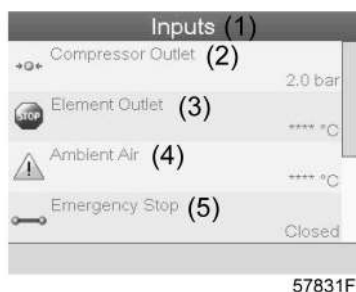 Inputs (1)
Compressor Outlet (2)
2.0 bar
STOP
Element Outlet (3)
**** °C
Ambient Air (4)
**** °C
Emergency Stop (5)
Closed
57831F